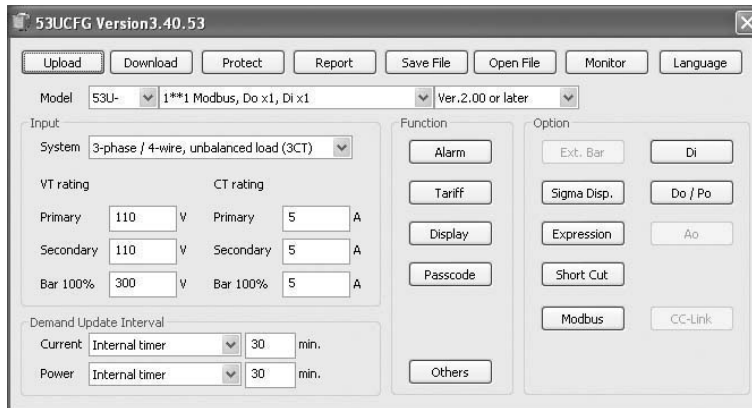 53UCFG Version3.40.53
Upload Download Protect Report Save File Open File Monitor Language
Model 53U- 1**1 Modbus, Do x1, Di x1 Ver.2.00 or later
Input
System 3-phase / 4-wire, unbalanced load (3CT)
VT rating CT rating
Primary 110 V Primary 5 A
Secondary 110 V Secondary 5 A
Bar 100% 300 V Bar 100% 5 A
Demand Update Interval
Current Internal timer 30 min.
Power Internal timer 30 min.
Function
Alarm
Tariff
Display
Passcode
Others
Option
Ext. Bar Di
Sigma Disp. Do / Po
Expression Ao
Short Cut
Modbus CC-Link